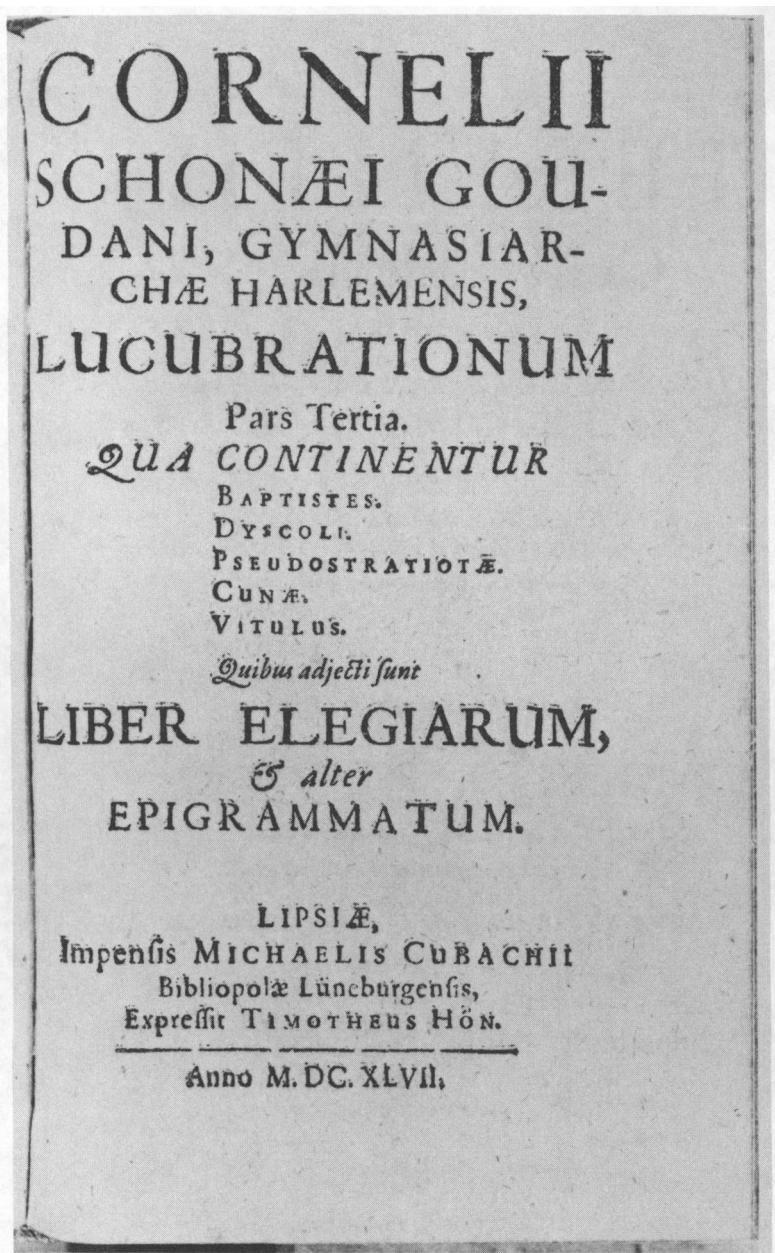 CORNELII
SCHONÆI GOU-
DANI, GYMNASIAR-
CHÆ HARLEMENSIS,
LUCUBRATIONUM
Pars Tertia.
QUA CONTINENTUR
BAPTISTES.
DYSCOLI.
PSEUDOSTRATIOTÆ.
CUNÆ.
VITULUS.
Quibus adjecti ſunt
LIBER ELEGIARUM,
& alter
EPIGRAMMATUM.
LIPSIÆ,
Impenſis MICHAELIS CUBACHII
Bibliopolæ Lüneburgenſis,
Expreſſit TIMOTHEUS HÖN.
Anno M. DC. XLVII.